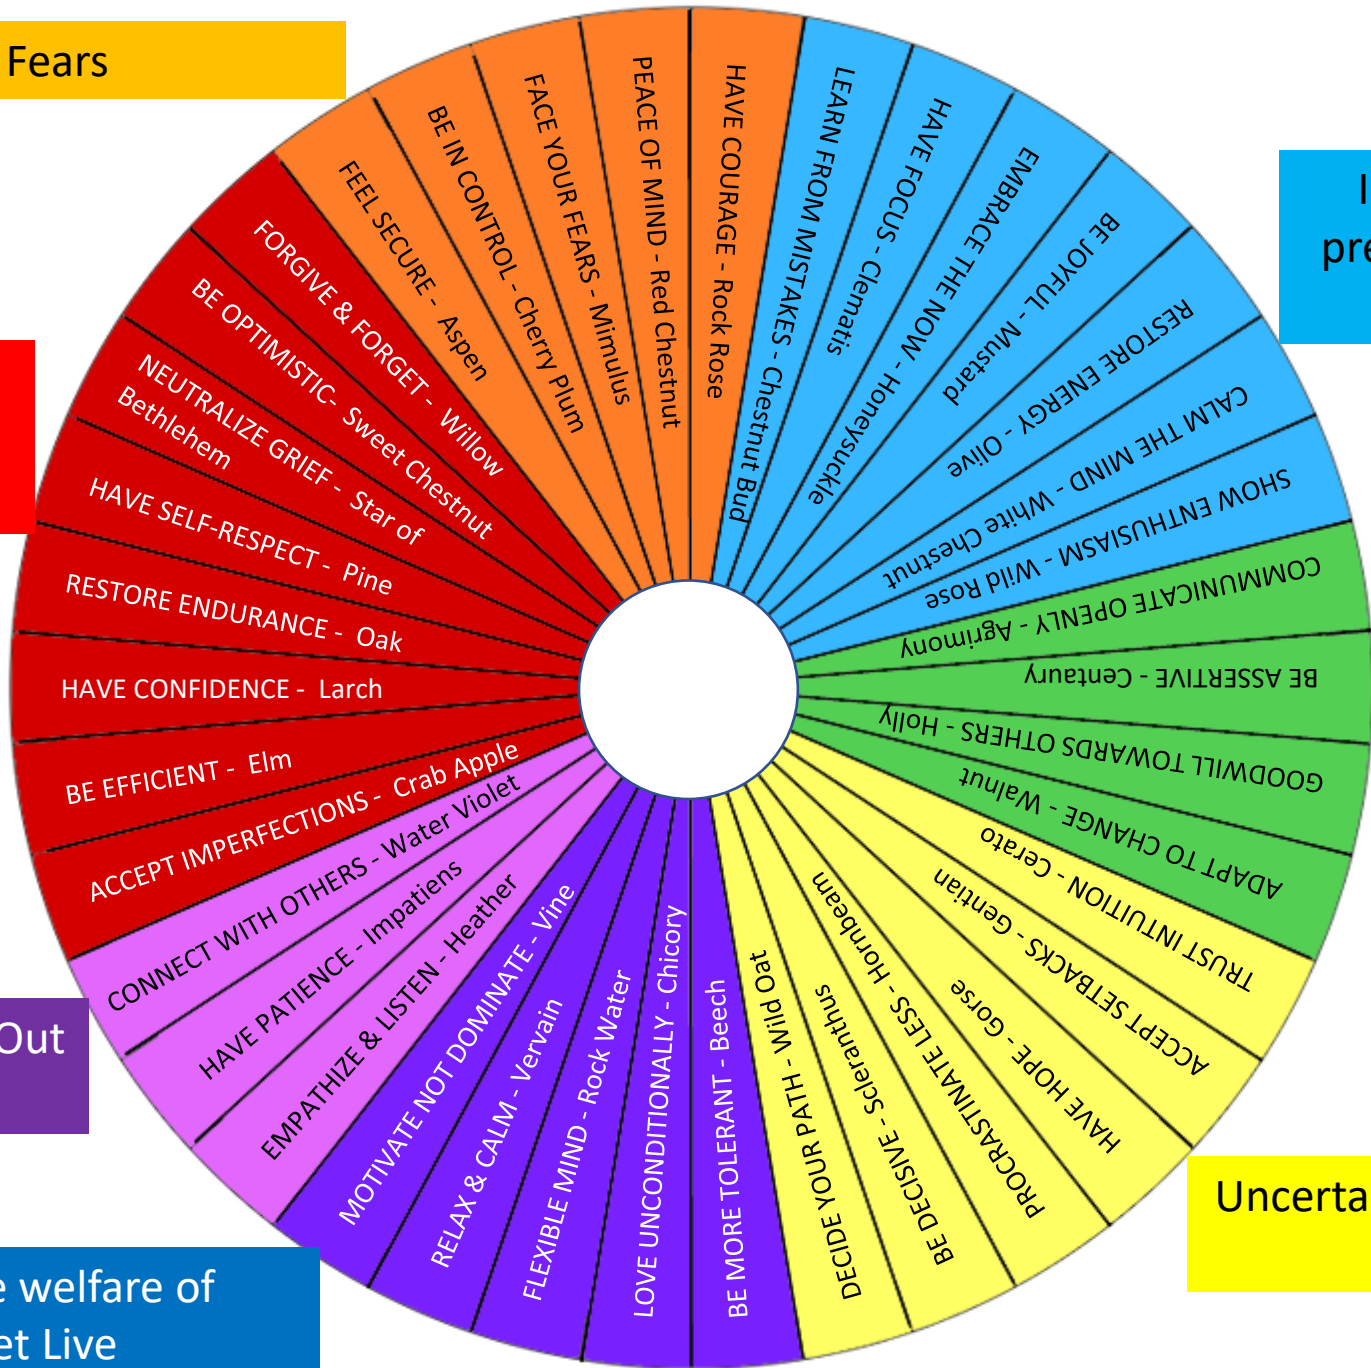 Fears
I
pre
Out
e welfare of
et Live
Uncerta
HAVE COURAGE - Rock Rose
LEARN FROM MISTAKES - Chestnut Bud
HAVE FOCUS - Clematis
EMBRACE THE NOW - Honeysuckle
BE JOYFUL - Mustard
RESTORE ENERGY - Olive
CALM THE MIND - White Chestnut
SHOW ENTHUSIASM - Wild Rose
COMMUNICATE OPENLY - Agrimony
BE ASSERTIVE - Centaury
GOODWILL TOWARDS OTHERS - Holly
ADAPT TO CHANGE - Walnut
TRUST INTUITION - Cerato
ACCEPT SETBACKS - Gentian
HAVE HOPE - Gorse
PROCRASTINATE LESS - Hornbeam
BE DECISIVE - Scleranthus
DECIDE YOUR PATH - Wild Oat
BE MORE TOLERANT - Beech
LOVE UNCONDITIONALLY - Chicory
FLEXIBLE MIND - Rock Water
RELAX & CALM - Vervain
MOTIVATE NOT DOMINATE - Vine
EMPATHIZE & LISTEN - Heather
HAVE PATIENCE - Impatiens
CONNECT WITH OTHERS - Water Violet
ACCEPT IMPERFECTIONS - Crab Apple
BE EFFICIENT - Elm
HAVE CONFIDENCE - Larch
RESTORE ENDURANCE - Oak
HAVE SELF-RESPECT - Pine
NEUTRALIZE GRIEF - Star of
Bethlehem
BE OPTIMISTIC- Sweet Chestnut
FORGIVE & FORGET - Willow
FEEL SECURE - Aspen
BE IN CONTROL - Cherry Plum
FACE YOUR FEARS - Mimulus
PEACE OF MIND - Red Chestnut